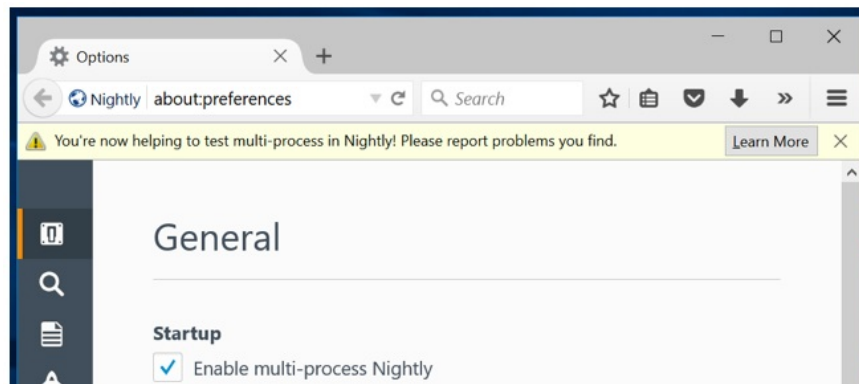 Options
Nightly about:preferences Search
You're now helping to test multi-process in Nightly! Please report problems you find. Learn More
General
Startup
Enable multi-process Nightly